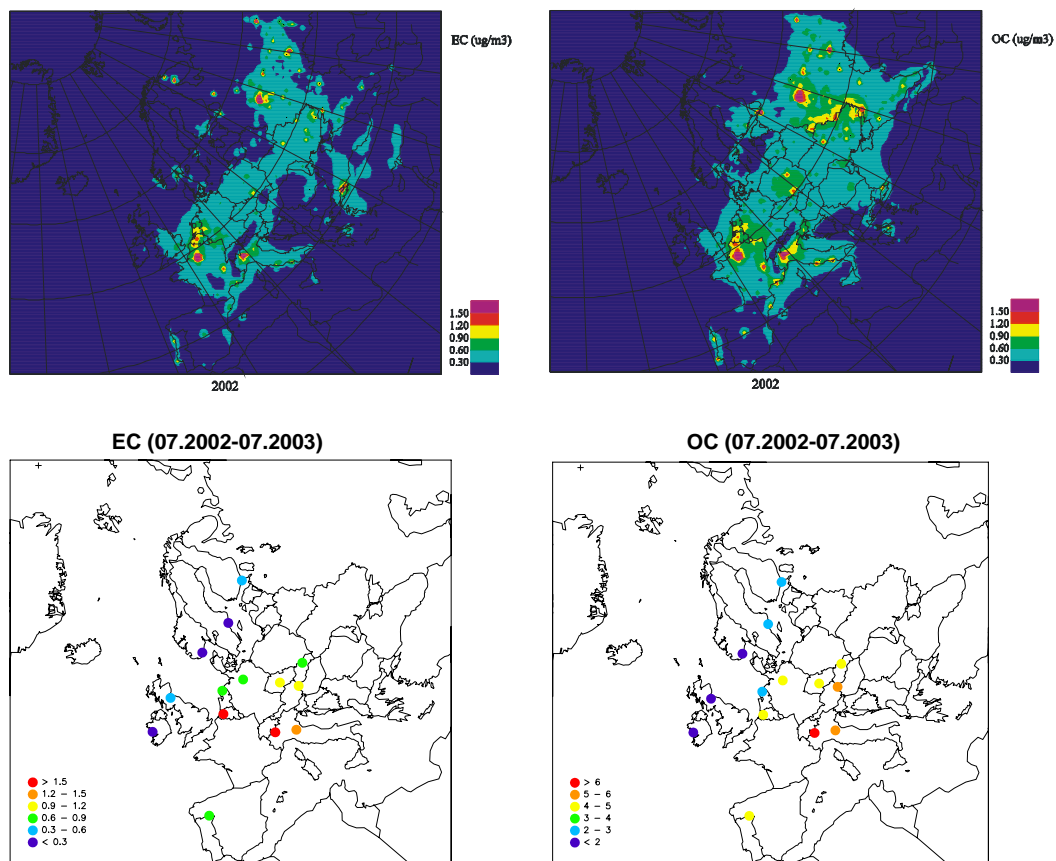 EC (ug/m3)
1.50
1.20
0.90
0.60
0.30
2002
OC (ug/m3)
1.50
1.20
0.90
0.60
0.30
2002
EC (07.2002-07.2003)
> 1.5
1.2 – 1.5
0.9 – 1.2
0.6 – 0.9
0.3 – 0.6
< 0.3
OC (07.2002-07.2003)
> 6
5 – 6
4 – 5
3 – 4
2 – 3
< 2